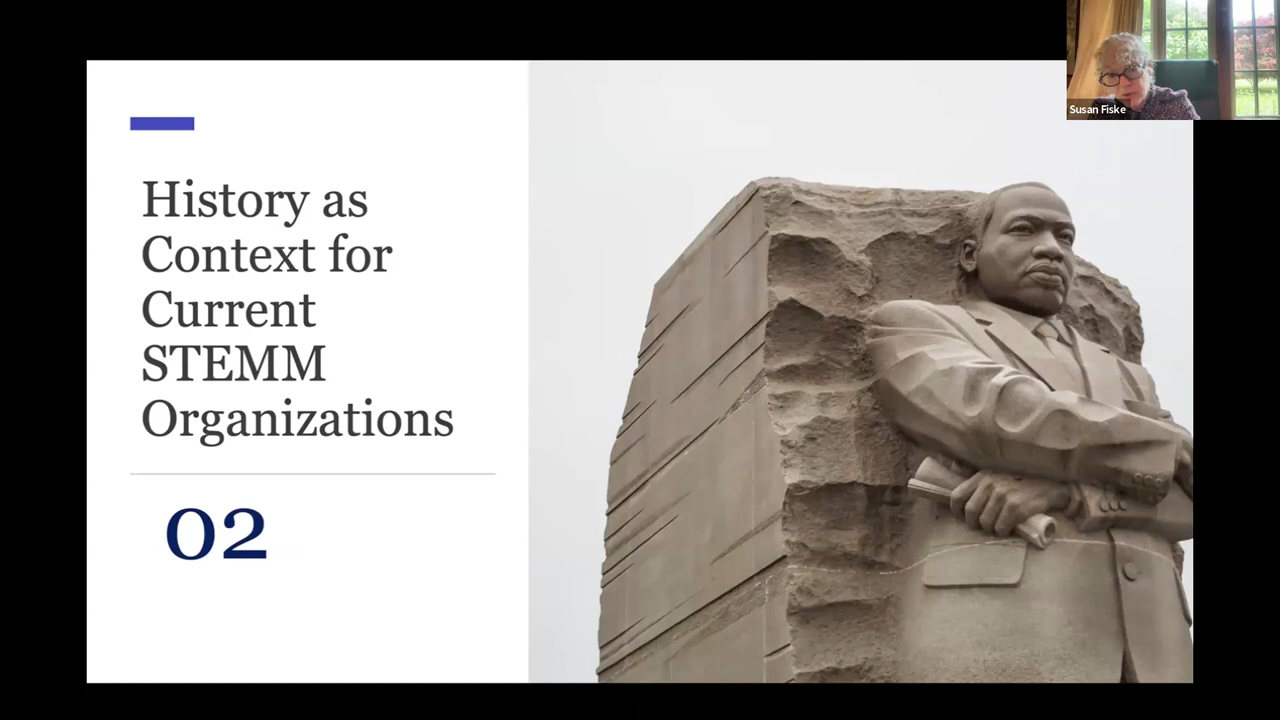 Susan Fiske
History as
Context for
Current
STEMM
Organizations
02